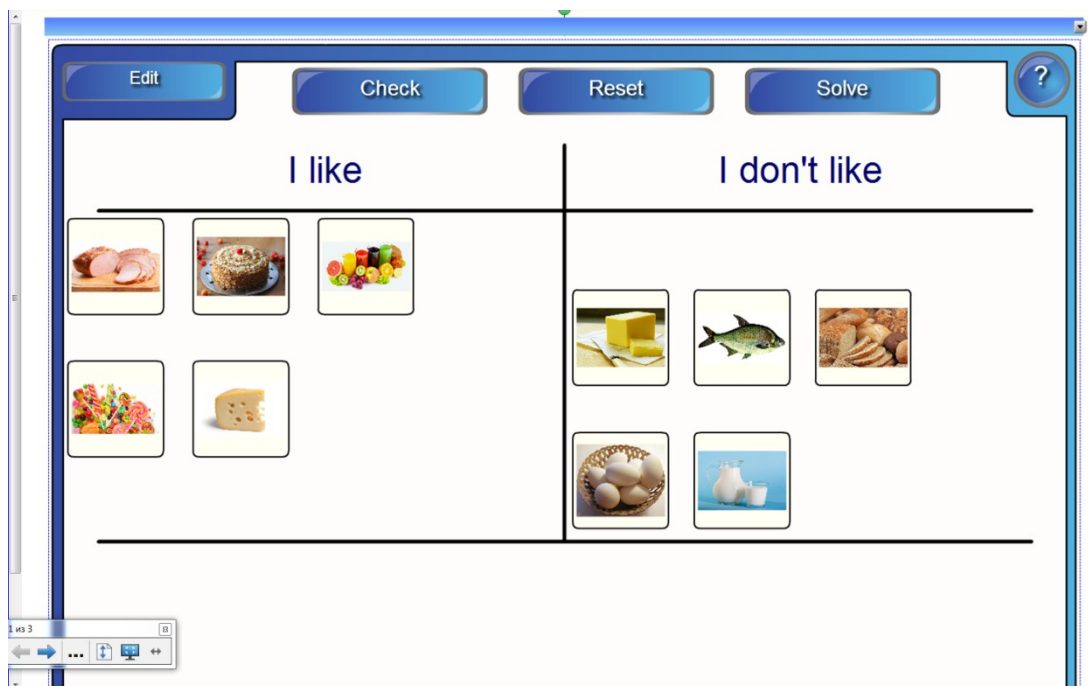 Edit
Check
Reset
Solve
?
I like
I don't like
1 из 3
...